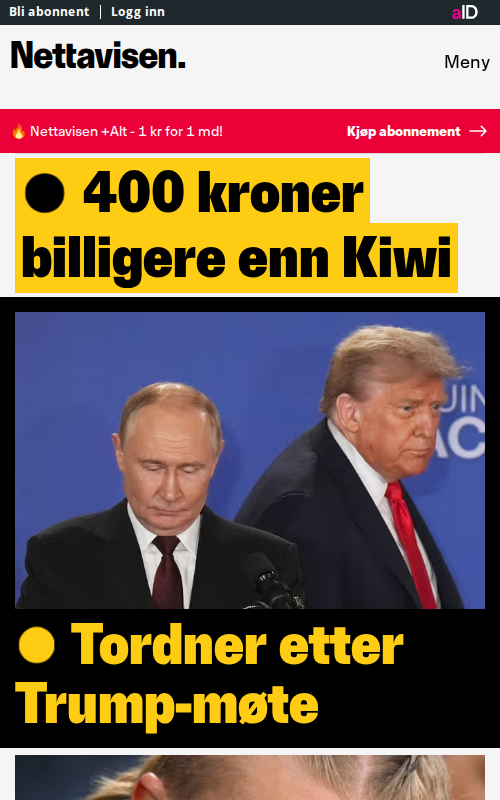 Bli abonnent | Logg inn
aID
Nettavisen.
Meny
🔥 Nettavisen +Alt - 1 kr for 1 md!
Kjøp abonnement →
● 400 kroner
billigere enn Kiwi
● Tordner etter
Trump-møte